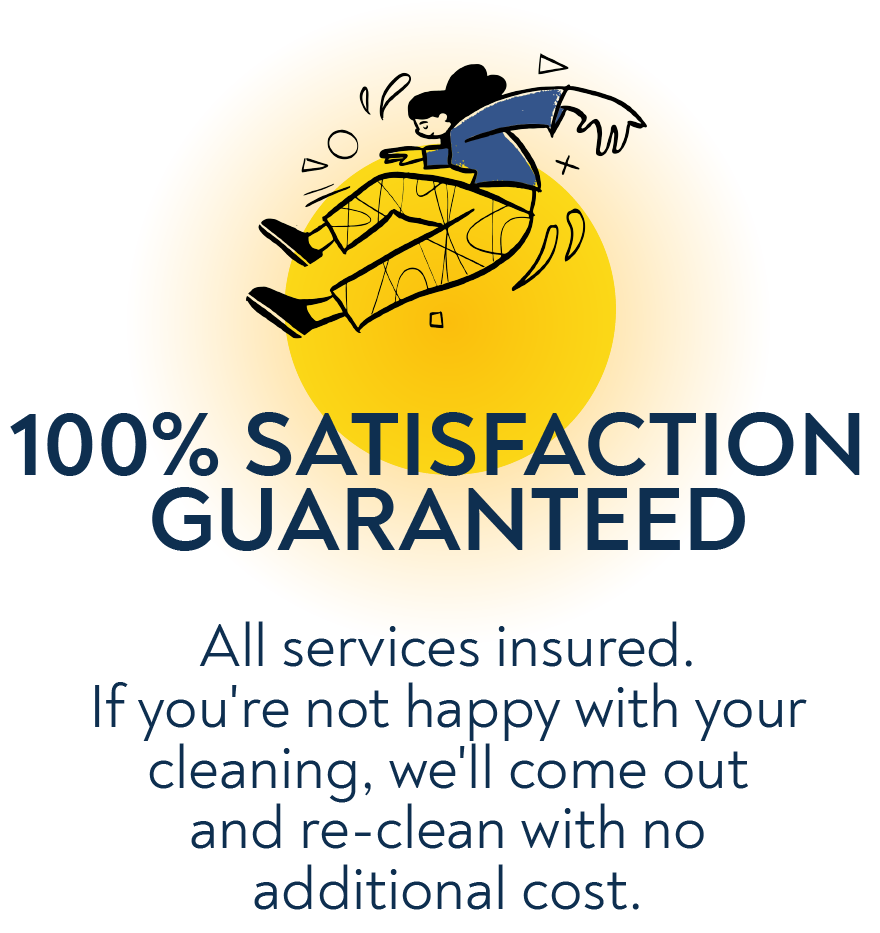 100% SATISFACTION
GUARANTEED
All services insured.
If you're not happy with your
cleaning, we'll come out
and re-clean with no
additional cost.